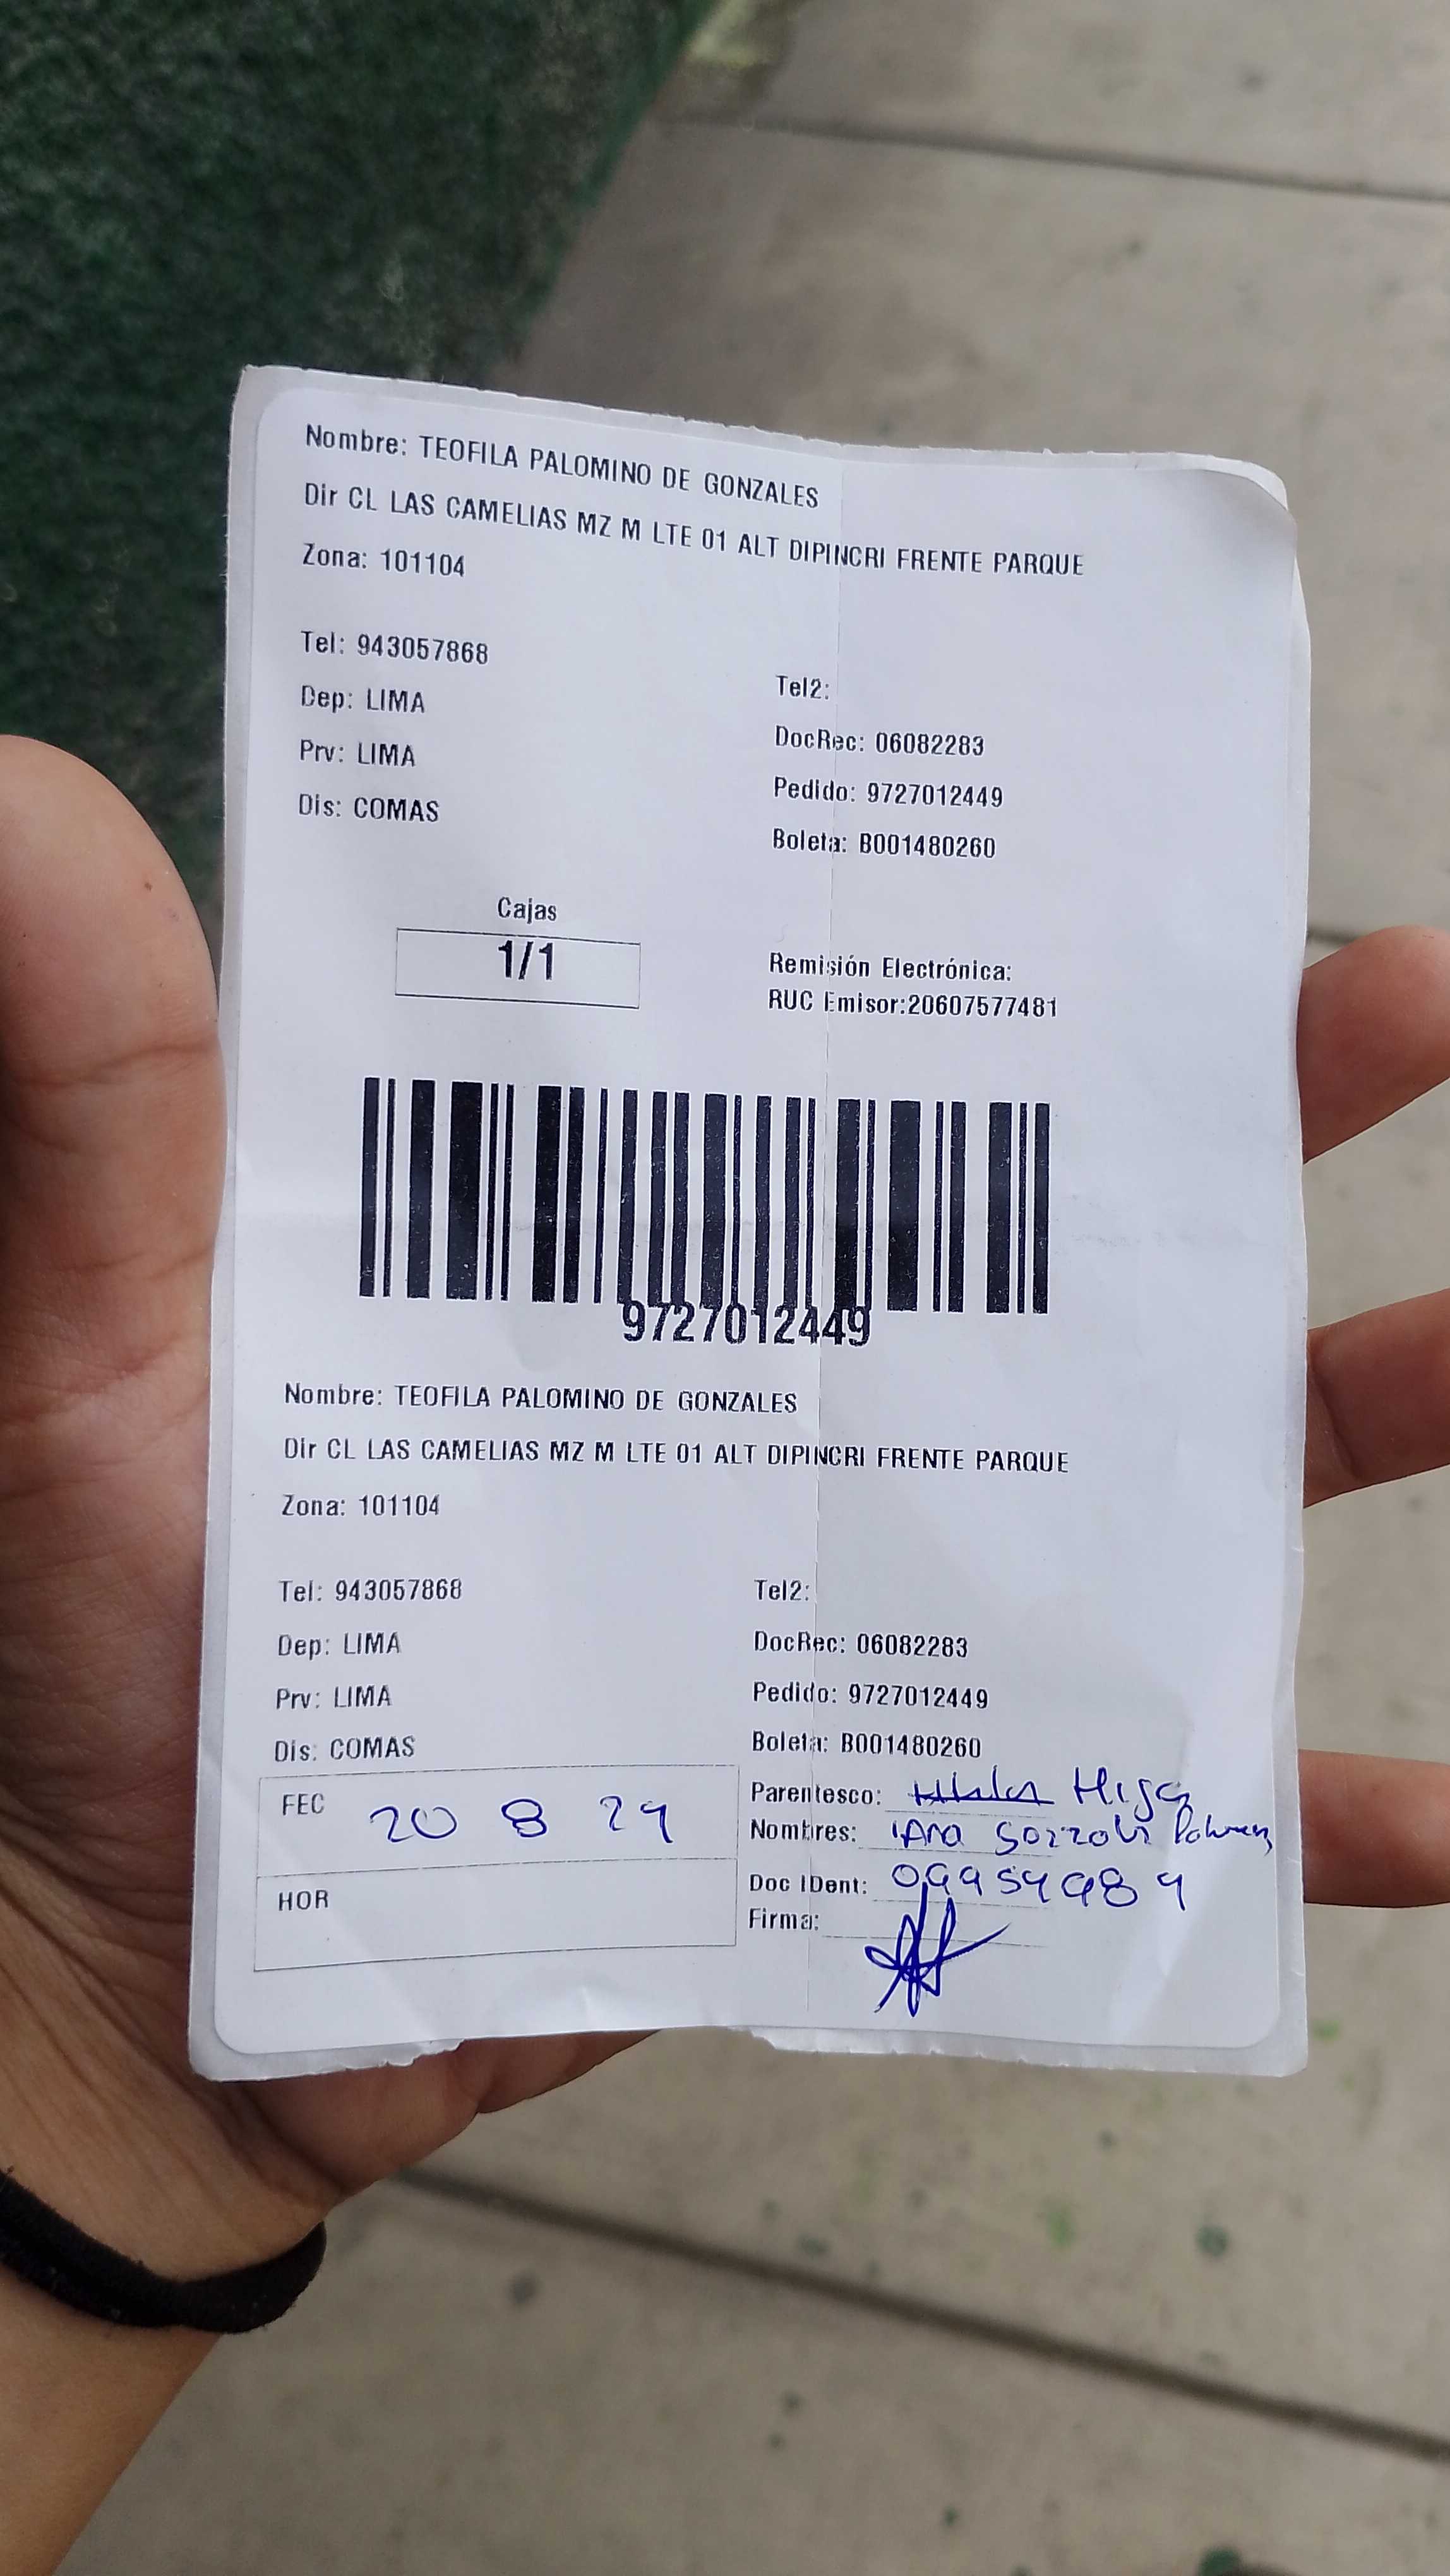 Nombre: TEOFILA PALOMINO DE GONZALES
Dir CL LAS CAMELIAS MZ M LTE 01 ALT DIPINCRI FRENTE PARQUE
Zona: 101104
Tel: 943057868
Tel2:
Dep: LIMA
DocRec: 06082283
Prv: LIMA
Pedido: 9727012449
Dis: COMAS
Boleta: B001480260
Cajas
1/1
Remisión Electrónica:
RUC Emisor:20607577481
9727012449
Nombre: TEOFILA PALOMINO DE GONZALES
Dir CL LAS CAMELIAS MZ M LTE 01 ALT DIPINCRI FRENTE PARQUE
Zona: 101104
Tel: 943057868
Tel2:
Dep: LIMA
DocRec: 06082283
Prv: LIMA
Pedido: 9727012449
Dis: COMAS
Boleta: B001480260
FEC 20 8 24
Parentesco: Hija
Nombres:
HOR
Doc IDent:
Firma: